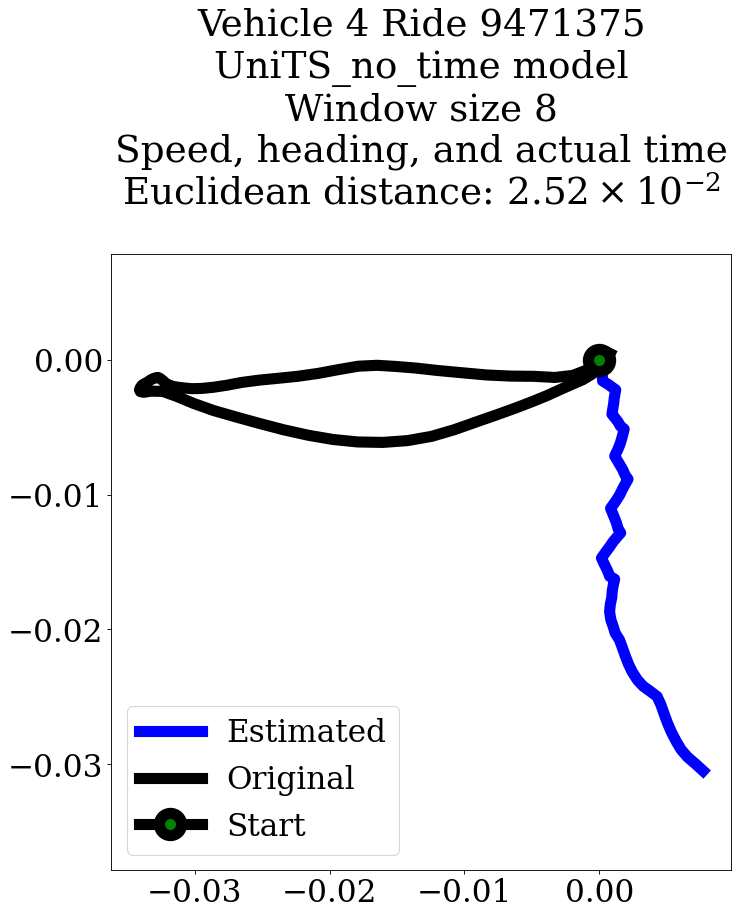 Vehicle 4 Ride 9471375
UniTS_no_time model
Window size 8
Speed, heading, and actual time
Euclidean distance: 2.52 × 10⁻²
0.00
−0.01
−0.02
−0.03
Estimated
Original
Start
−0.03 −0.02 −0.01 0.00